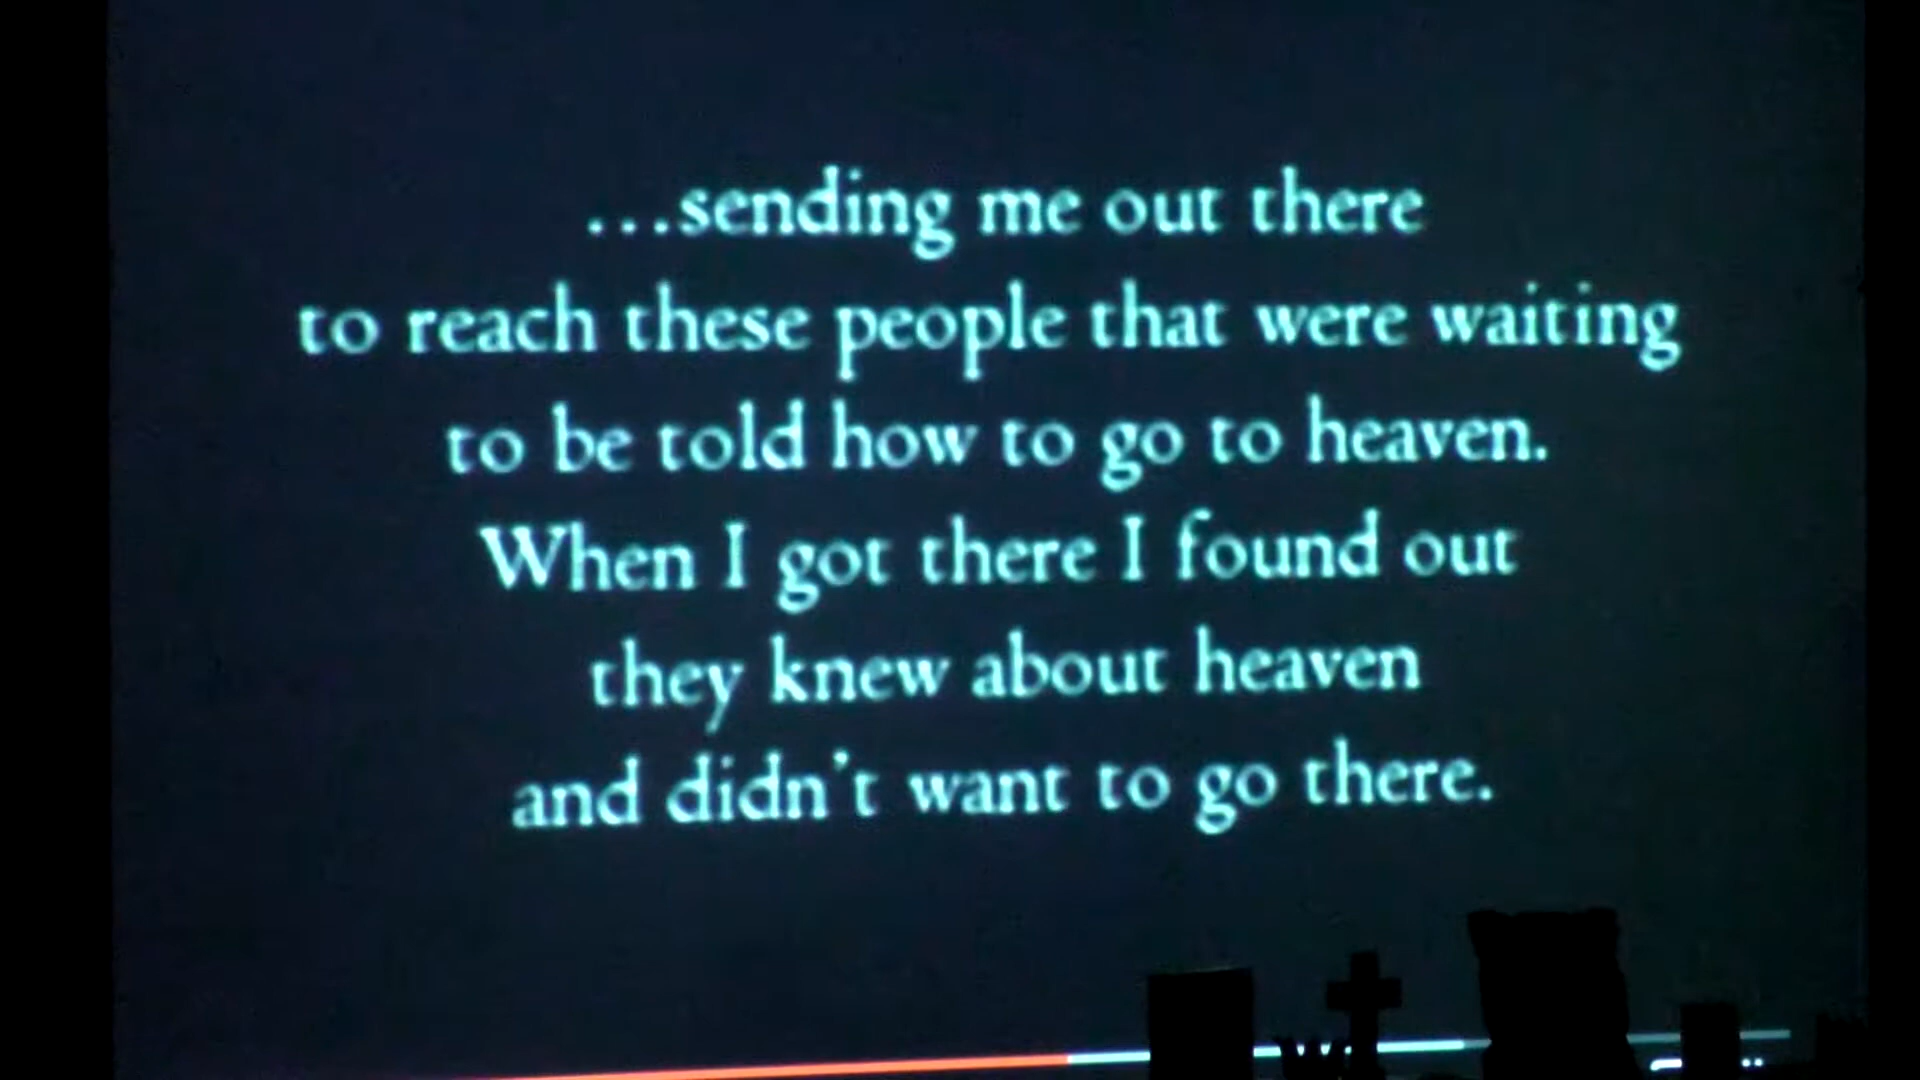 ...sending me out there
to reach these people that were waiting
to be told how to go to heaven.
When I got there I found out
they knew about heaven
and didn't want to go there.